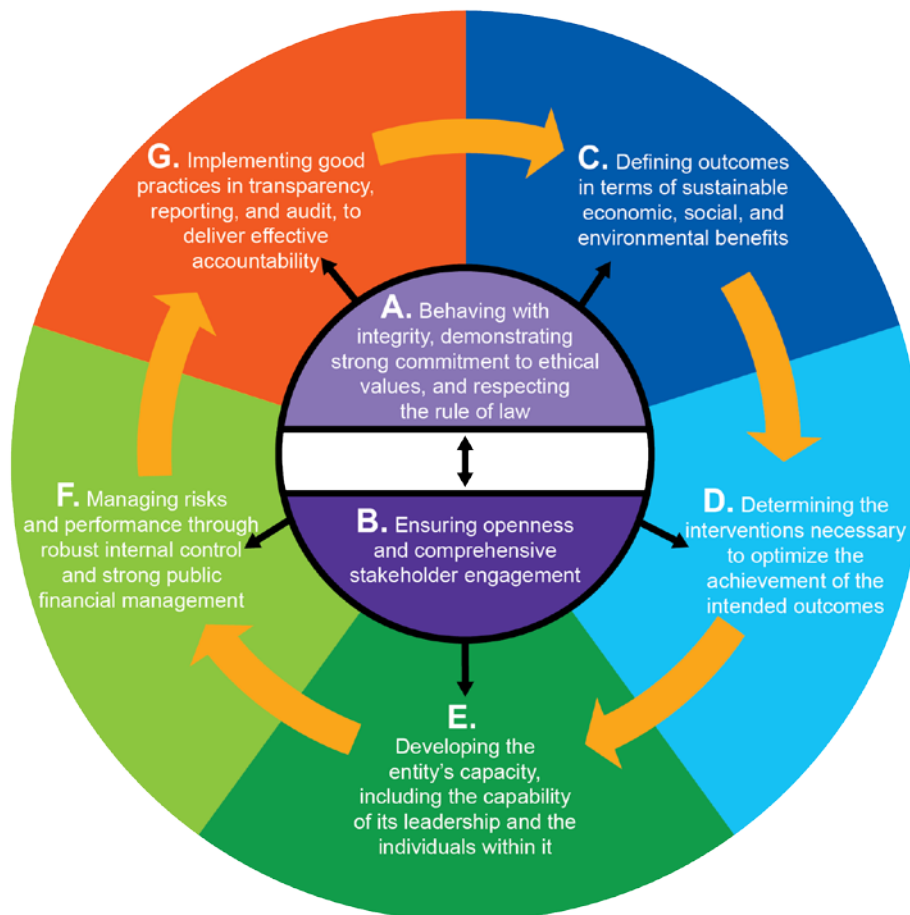 G. Implementing good
practices in transparency,
reporting, and audit, to
deliver effective
accountability
C. Defining outcomes
in terms of sustainable
economic, social, and
environmental benefits
A. Behaving with
integrity, demonstrating
strong commitment to ethical
values, and respecting
the rule of law
B. Ensuring openness
and comprehensive
stakeholder engagement
D. Determining the
interventions necessary
to optimize the
achievement of the
intended outcomes
F. Managing risks
and performance through
robust internal control
and strong public
financial management
E.
Developing the
entity's capacity,
including the capability
of its leadership and the
individuals within it